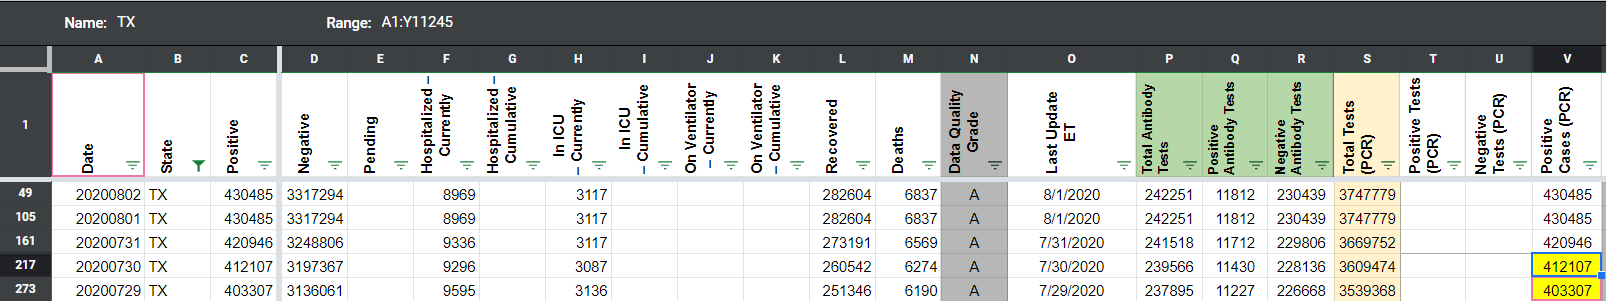 Name: TX Range: A1:Y11245
A B C D E F G H I J K L M N O P Q R S T U V
1 Date State Positive Negative Pending Hospitalized – Currently Hospitalized – Cumulative In ICU – Currently In ICU – Cumulative On Ventilator – Currently On Ventilator – Cumulative Recovered Deaths Data Quality Grade Last Update ET Total Antibody Tests Positive Antibody Tests Negative Antibody Tests Total Tests (PCR) Positive Tests (PCR) Negative Tests (PCR) Positive Cases (PCR)
49 20200802 TX 430485 3317294 8969 3117 282604 6837 A 8/1/2020 242251 11812 230439 3747779 430485
105 20200801 TX 430485 3317294 8969 3117 282604 6837 A 8/1/2020 242251 11812 230439 3747779 430485
161 20200731 TX 420946 3248806 9336 3117 273191 6569 A 7/31/2020 241518 11712 229806 3669752 420946
217 20200730 TX 412107 3197367 9296 3087 260542 6274 A 7/30/2020 239566 11430 228136 3609474 412107
273 20200729 TX 403307 3136061 9595 3136 251346 6190 A 7/29/2020 237895 11227 226668 3539368 403307